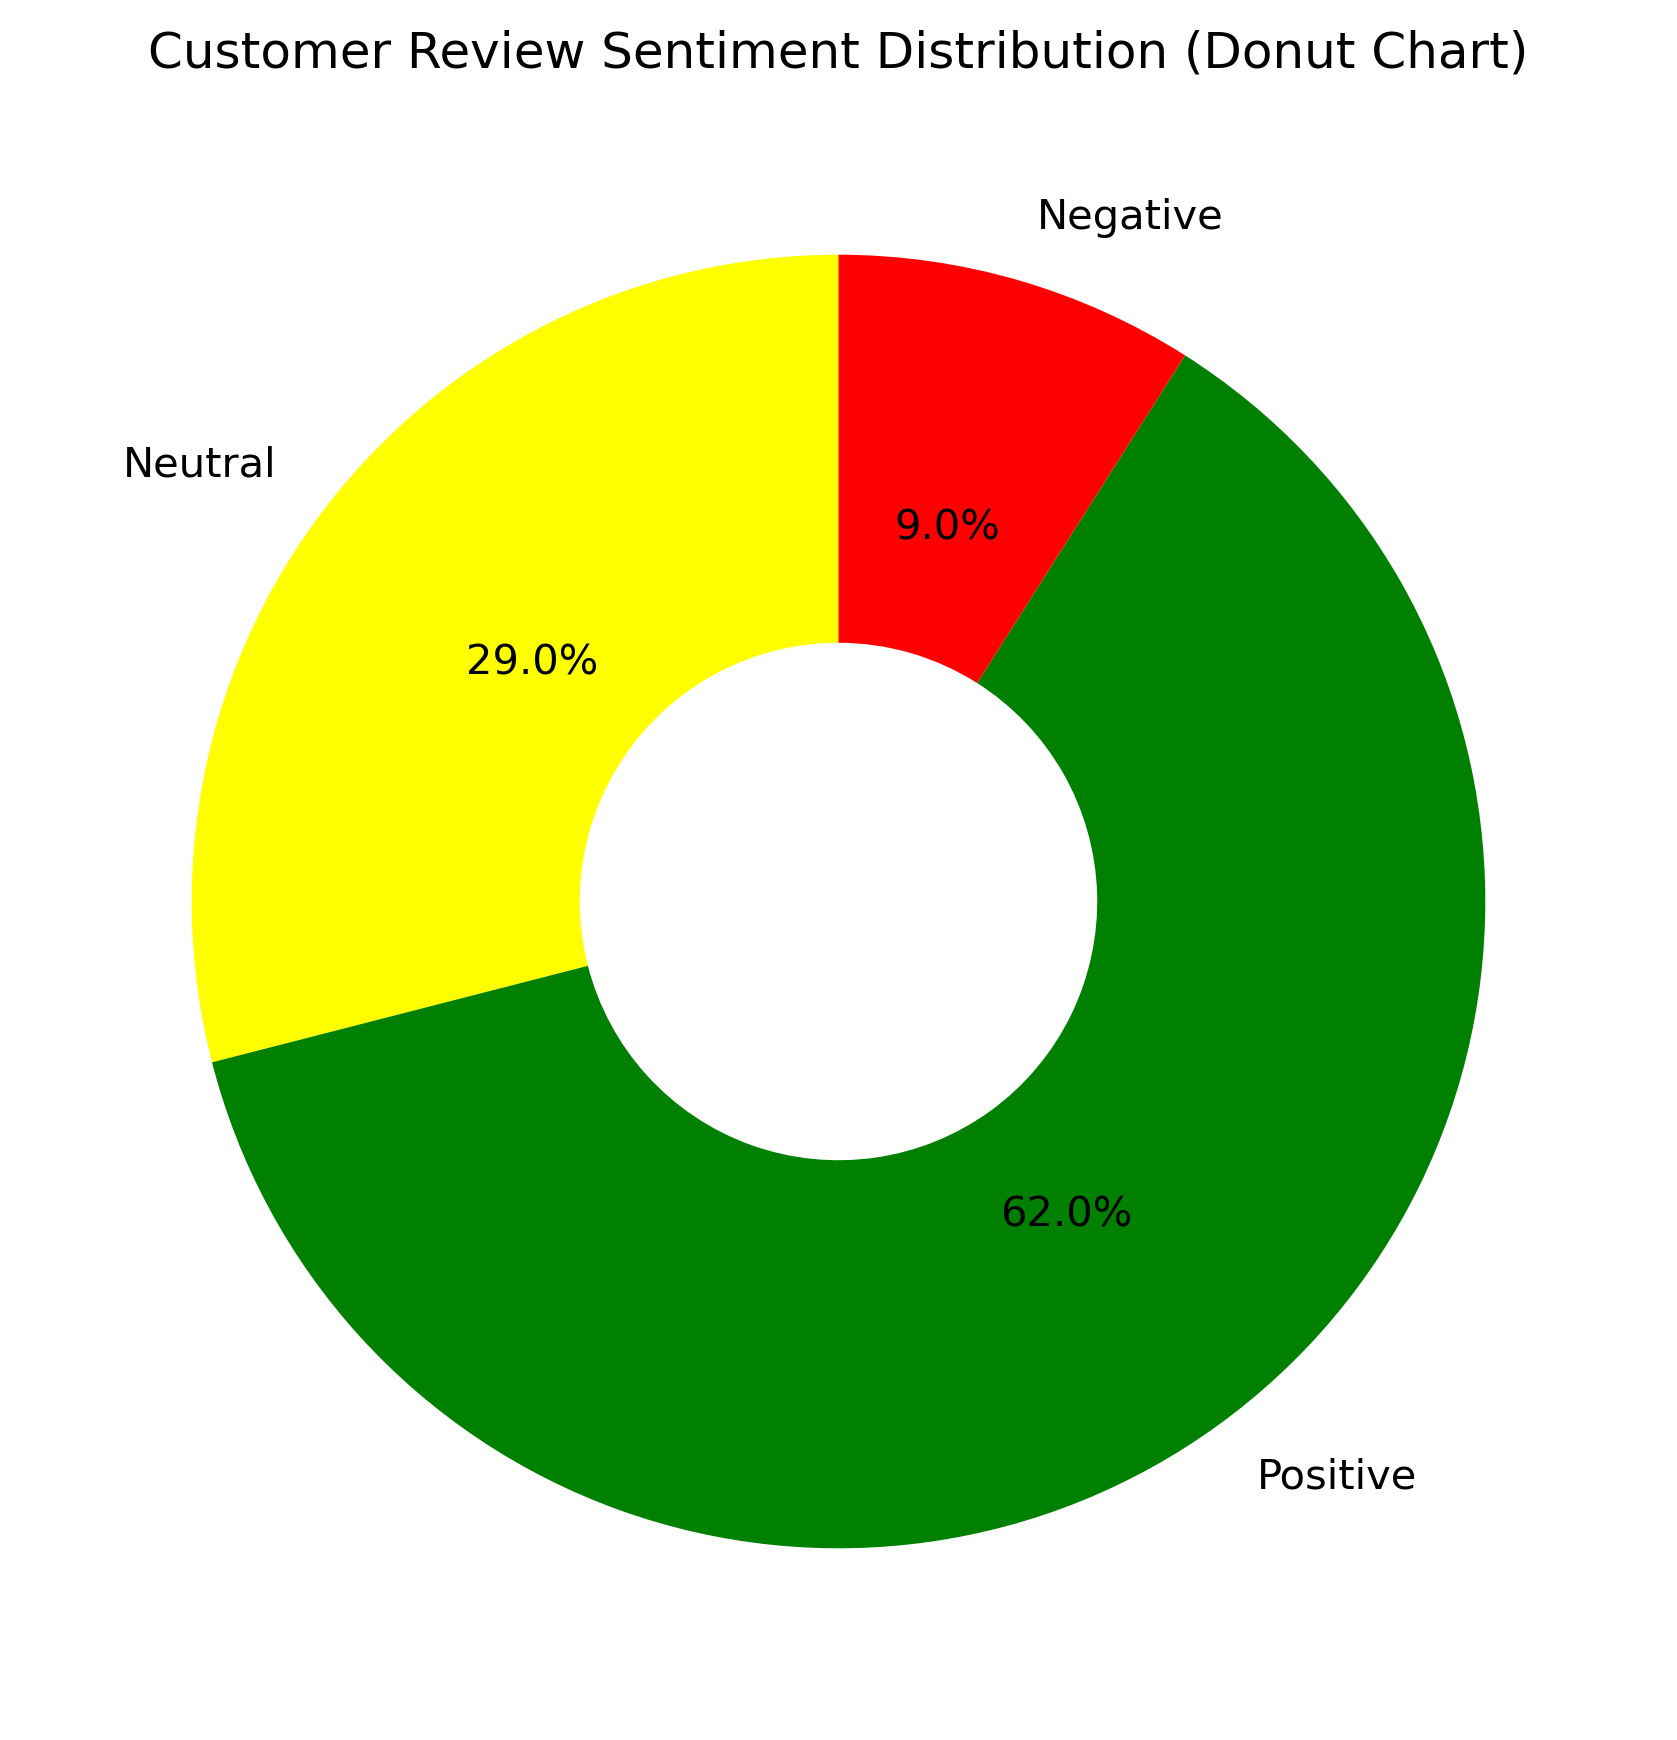 Customer Review Sentiment Distribution (Donut Chart)
Negative
Neutral
9.0%
29.0%
62.0%
Positive